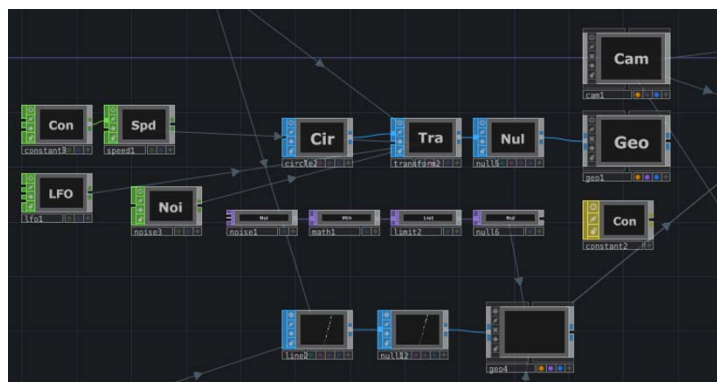 Cam
cam1
Con
constant3
Spd
speed1
Cir
circle2
Tra
transform2
Nul
null5
Geo
geo1
LFO
lfo1
Noi
noise3
noise1
math1
limit2
null6
Con
constant2
line2
null12
geo4